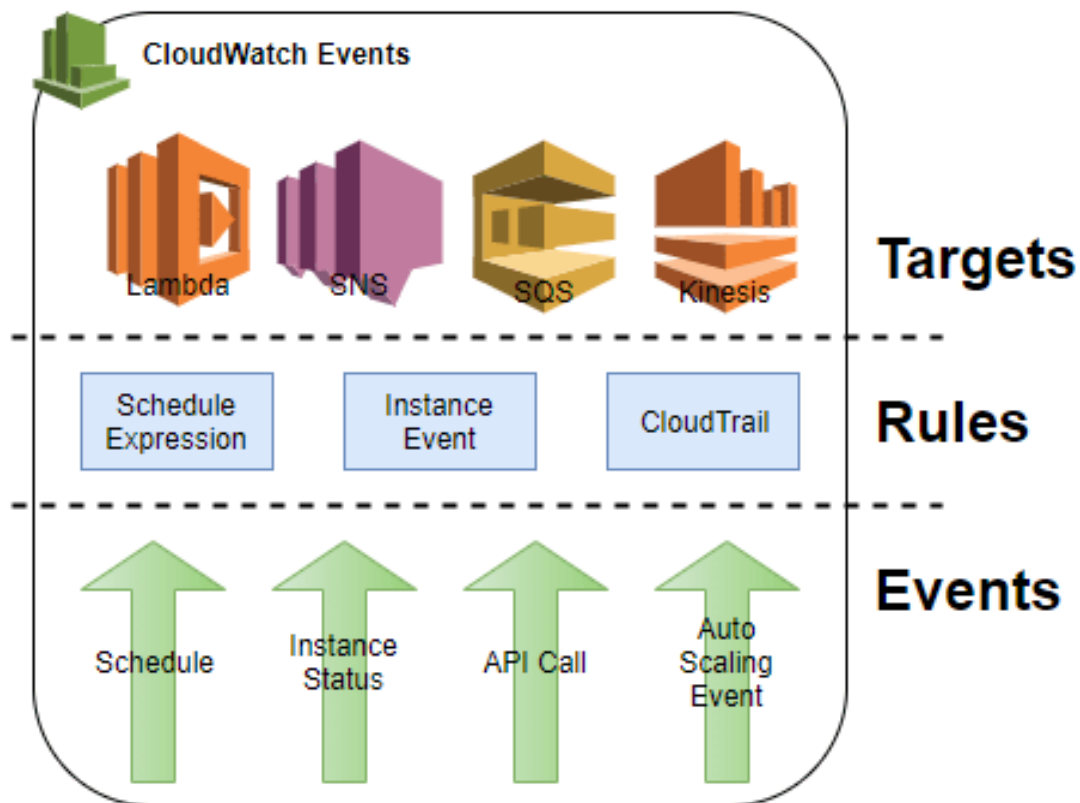 CloudWatch Events
Lambda
SNS
SQS
Kinesis
Targets
Schedule
Expression
Instance
Event
CloudTrail
Rules
Events
Schedule
Instance
Status
API Call
Auto
Scaling
Event